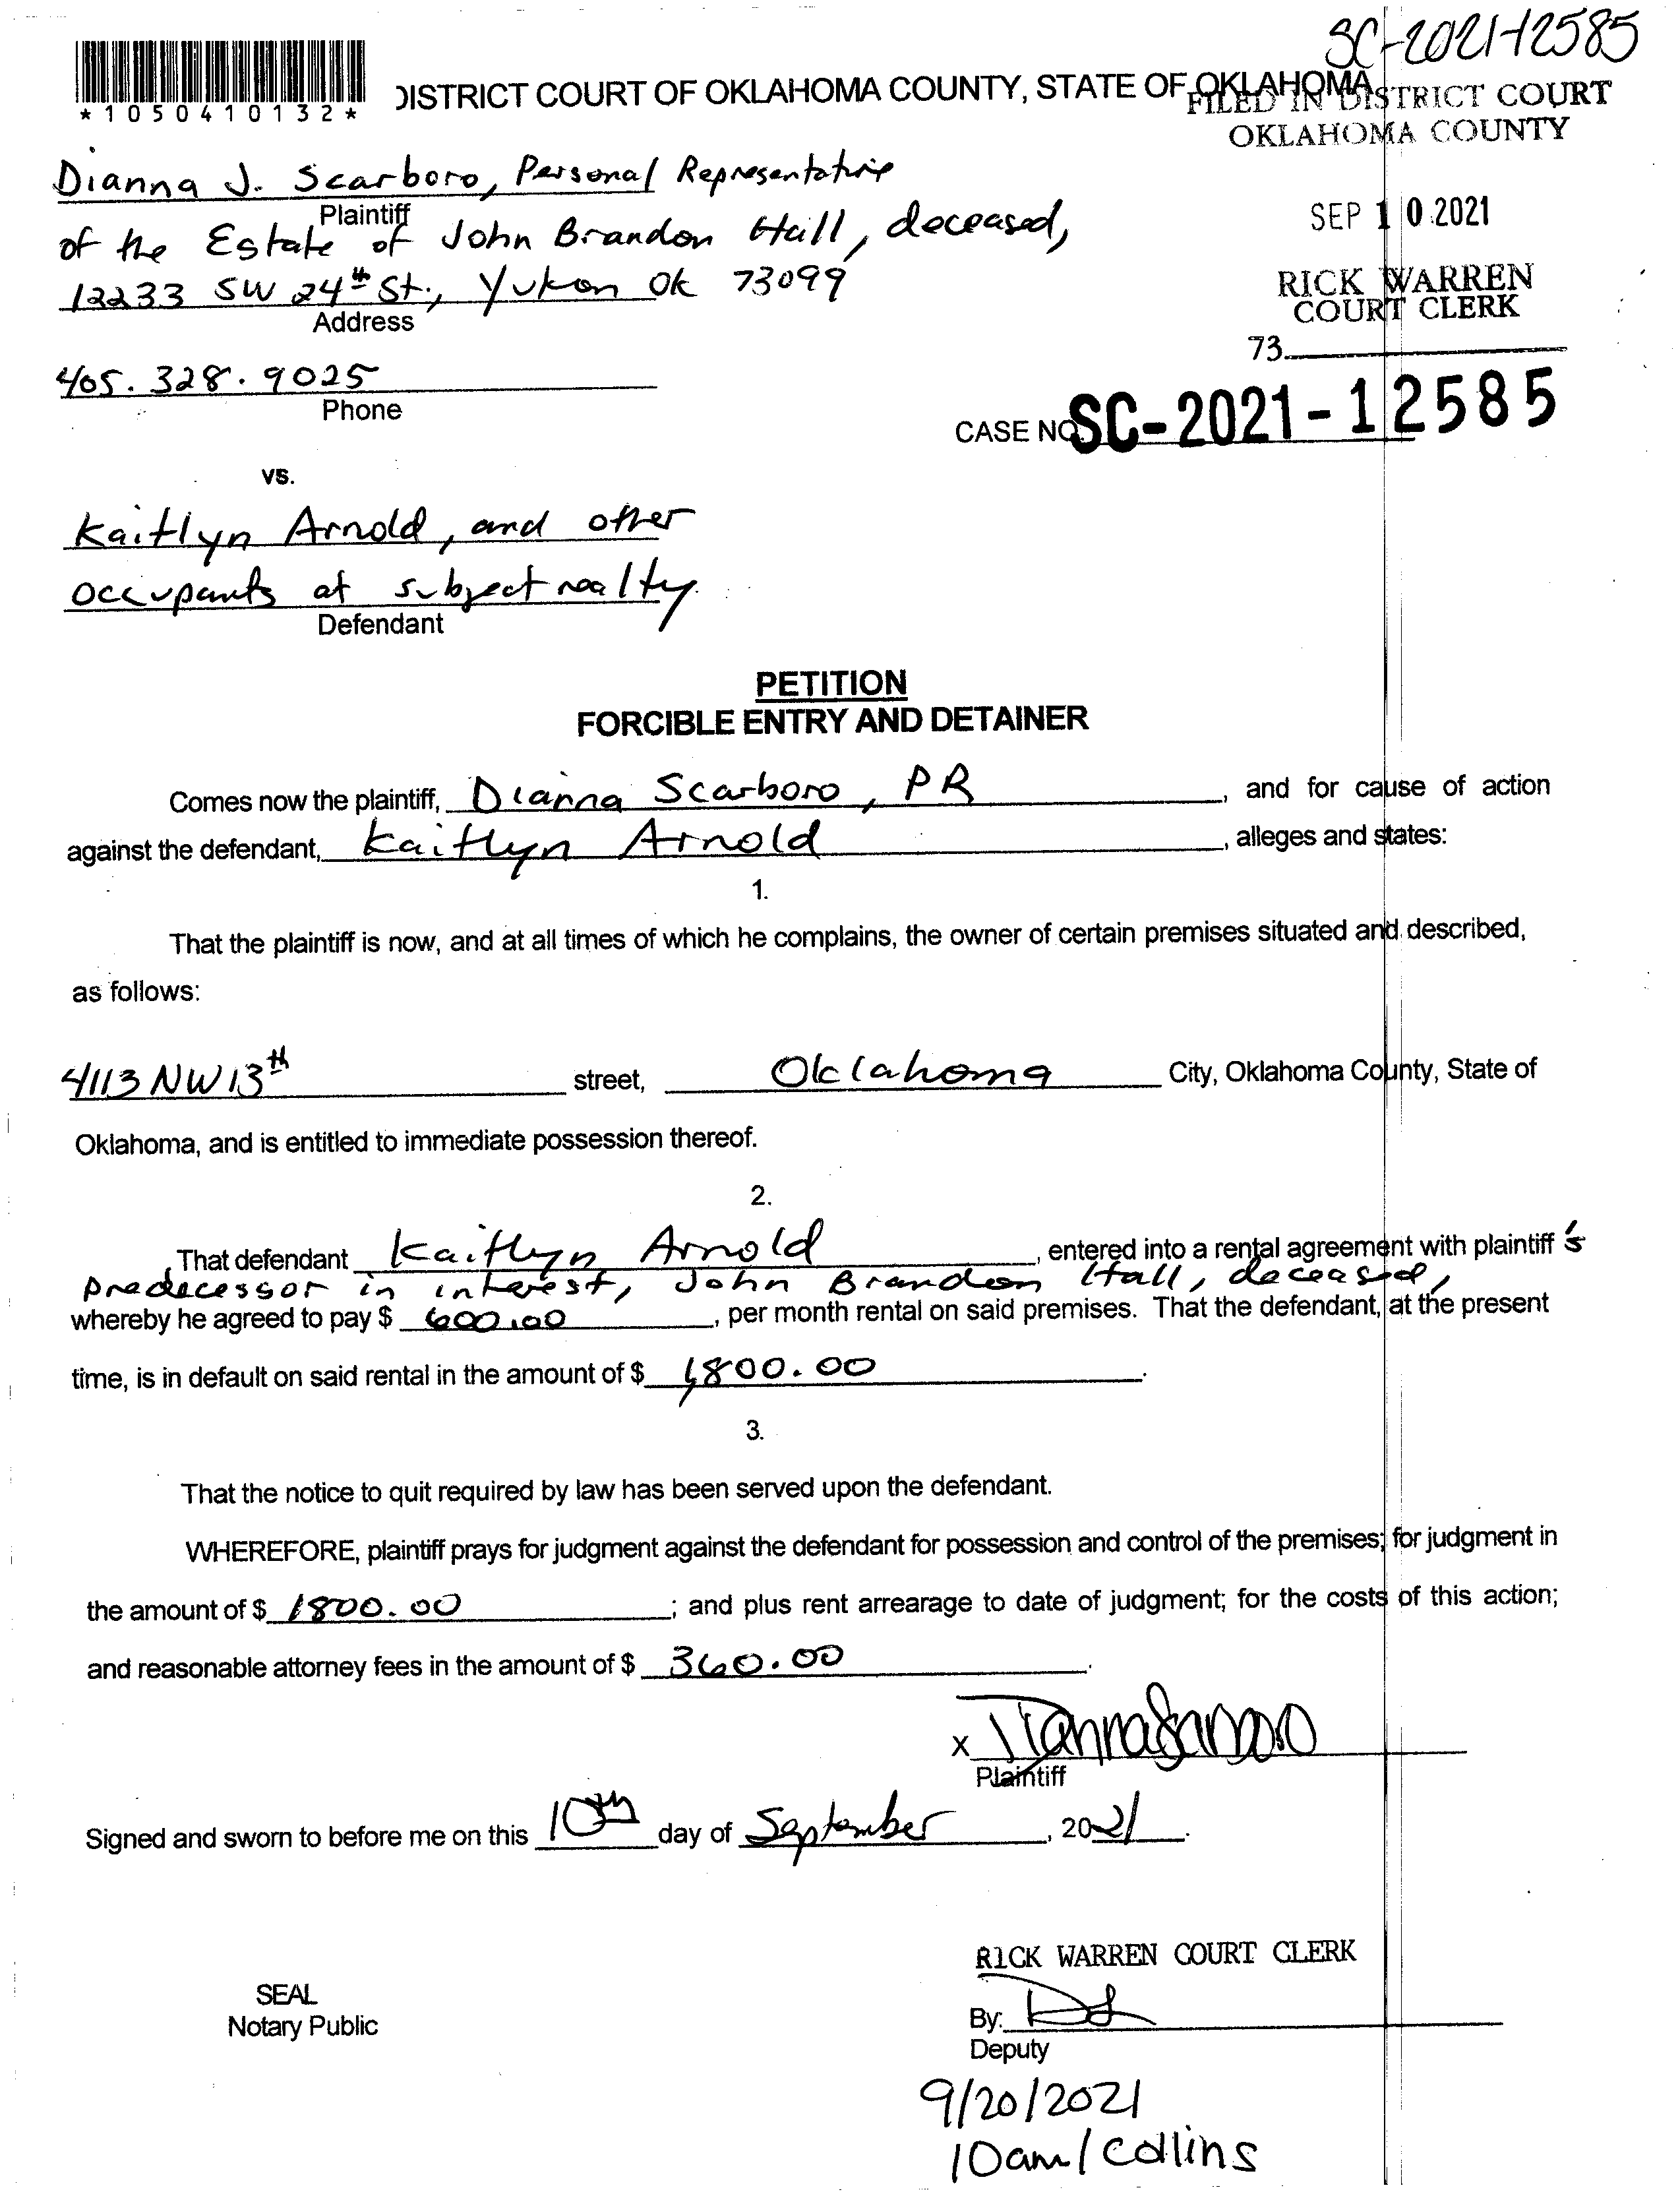 SC-2021-12585
*1050410132*
DISTRICT COURT OF OKLAHOMA COUNTY, STATE OF OKLAHOMA
FILED IN DISTRICT COURT
OKLAHOMA COUNTY
Dianna J. Scarboro, Personal Representative
Plaintiff
of the Estate of John Brandon Hall, deceased,
SEP 10 2021
12233 SW 24th St., Yukon Ok 73099
Address
RICK WARREN
COURT CLERK
73
405.328.9025
Phone
CASE NO. SC-2021-12585
vs.
Kaitlyn Arnold, and other
occupants at subject realty
Defendant
PETITION
FORCIBLE ENTRY AND DETAINER
Comes now the plaintiff, Dianna Scarboro, PR, and for cause of action
against the defendant, Kaitlyn Arnold, alleges and states:
1.
That the plaintiff is now, and at all times of which he complains, the owner of certain premises situated and described,
as follows:
4113 NW 13th street, Oklahoma City, Oklahoma County, State of
Oklahoma, and is entitled to immediate possession thereof.
2.
That defendant Kaitlyn Arnold, entered into a rental agreement with plaintiff's
predecessor in interest, John Brandon Hall, deceased,
whereby he agreed to pay $ 600.00, per month rental on said premises. That the defendant, at the present
time, is in default on said rental in the amount of $ 1,800.00.
3.
That the notice to quit required by law has been served upon the defendant.
WHEREFORE, plaintiff prays for judgment against the defendant for possession and control of the premises; for judgment in
the amount of $ 1800.00; and plus rent arrearage to date of judgment; for the costs of this action;
and reasonable attorney fees in the amount of $ 360.00.
x Dianna Scarboro
Plaintiff
Signed and sworn to before me on this 10th day of September, 2021.
RICK WARREN COURT CLERK
SEAL
Notary Public
By:
Deputy
9/20/2021
10am/Collins